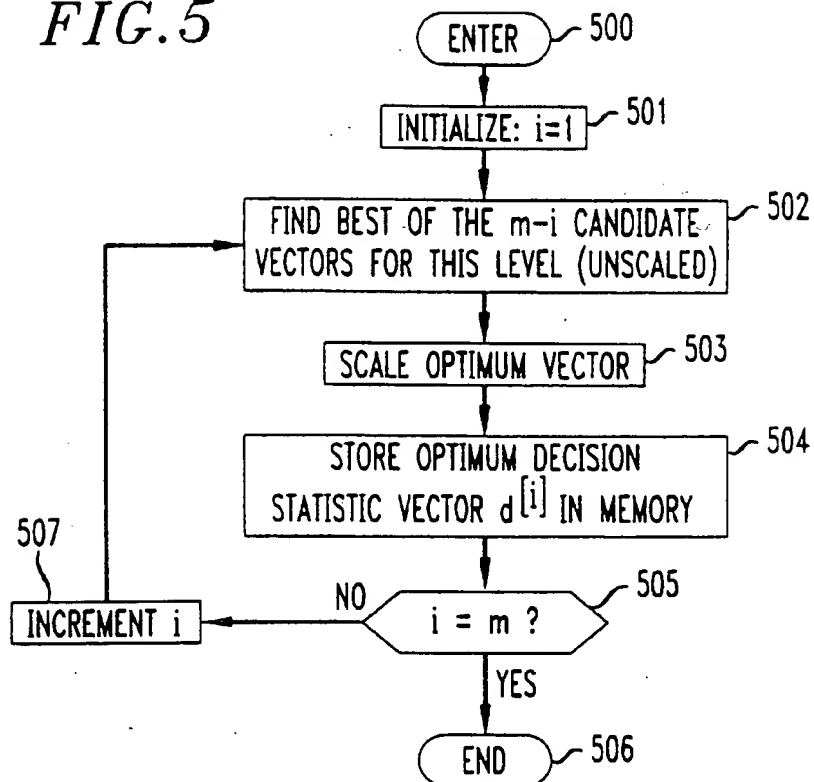 FIG. 5
ENTER
500
INITIALIZE: i=1
501
FIND BEST OF THE m-i CANDIDATE
VECTORS FOR THIS LEVEL (UNSCALED)
502
SCALE OPTIMUM VECTOR
503
STORE OPTIMUM DECISION
STATISTIC VECTOR d[i] IN MEMORY
504
507
INCREMENT i
NO
i = m ?
505
YES
END
506